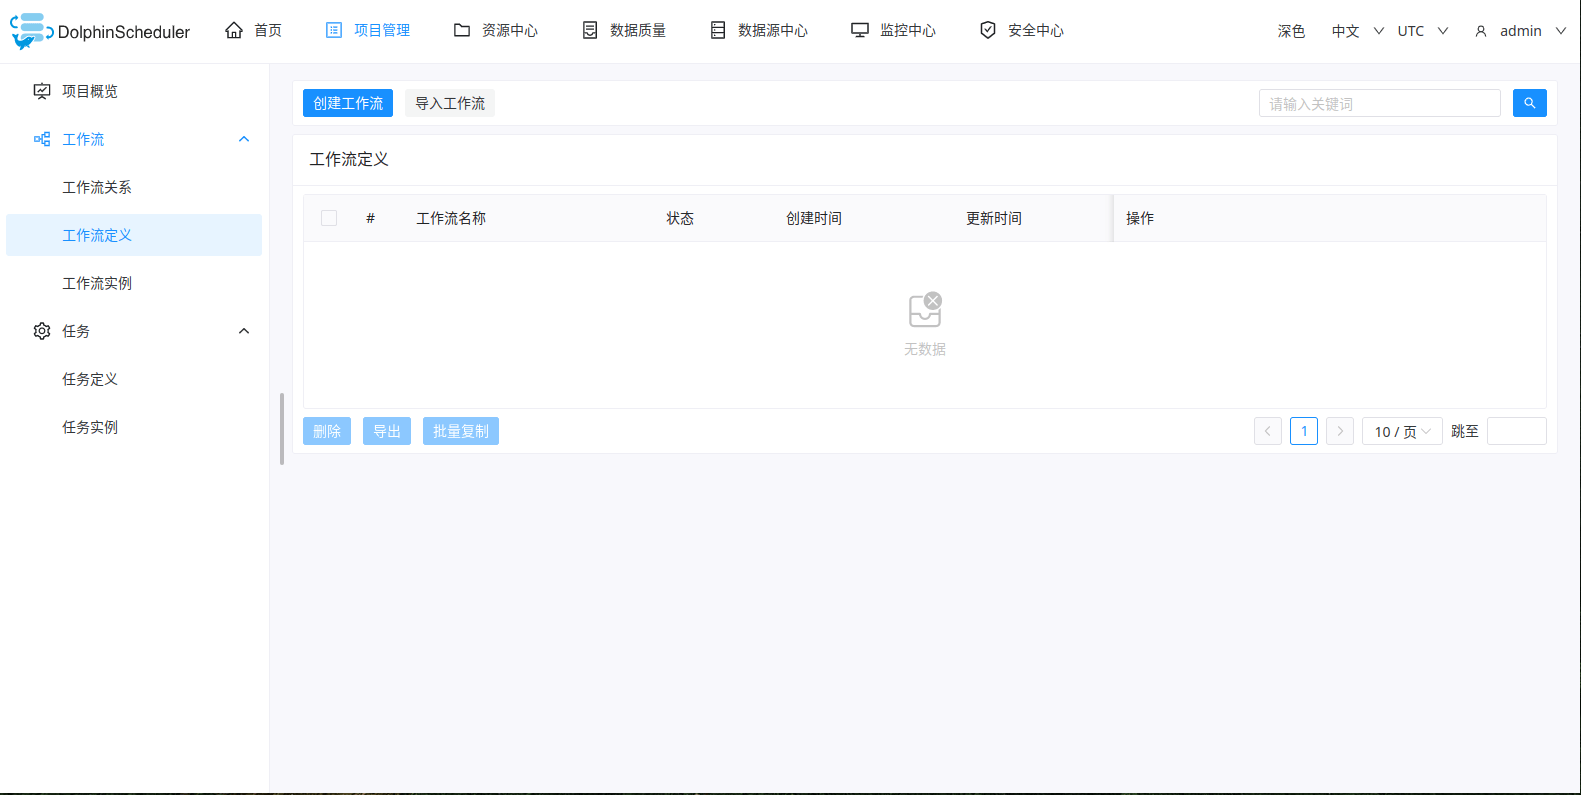 DolphinScheduler 首页 项目管理 资源中心 数据质量 数据源中心 监控中心 安全中心 深色 中文 UTC admin
项目概览
工作流
工作流关系
工作流定义
工作流实例
任务
任务定义
任务实例
创建工作流 导入工作流 请输入关键词
工作流定义
# 工作流名称 状态 创建时间 更新时间 操作
无数据
删除 导出 批量复制 1 10 / 页 跳至